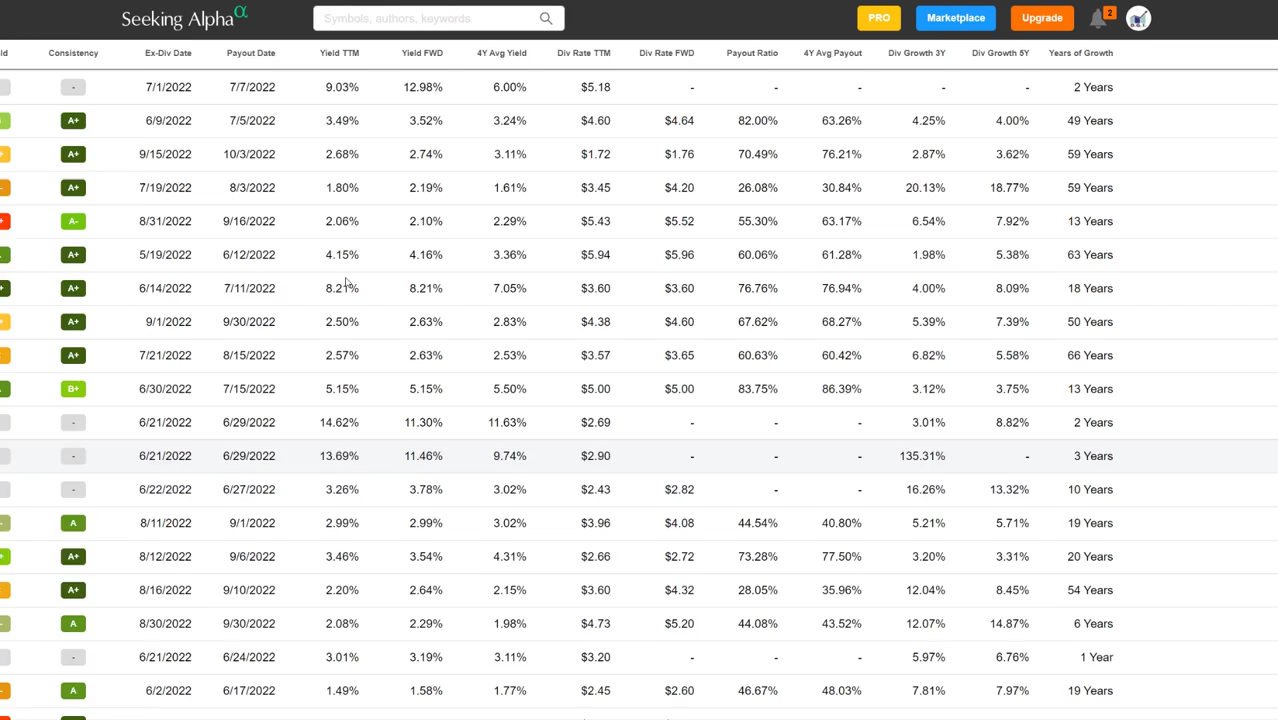 Seeking Alpha α Symbols, authors, keywords PRO Marketplace Upgrade 2
Consistency Ex-Div Date Payout Date Yield TTM Yield FWD 4Y Avg Yield Div Rate TTM Div Rate FWD Payout Ratio 4Y Avg Payout Div Growth 3Y Div Growth 5Y Years of Growth
- 7/1/2022 7/7/2022 9.03% 12.98% 6.00% $5.18 - - - - - 2 Years
A+ 6/9/2022 7/5/2022 3.49% 3.52% 3.24% $4.60 $4.64 82.00% 63.26% 4.25% 4.00% 49 Years
A+ 9/15/2022 10/3/2022 2.68% 2.74% 3.11% $1.72 $1.76 70.49% 76.21% 2.87% 3.62% 59 Years
A+ 7/19/2022 8/3/2022 1.80% 2.19% 1.61% $3.45 $4.20 26.08% 30.84% 20.13% 18.77% 59 Years
A- 8/31/2022 9/16/2022 2.06% 2.10% 2.29% $5.43 $5.52 55.30% 63.17% 6.54% 7.92% 13 Years
A+ 5/19/2022 6/12/2022 4.15% 4.16% 3.36% $5.94 $5.96 60.06% 61.28% 1.98% 5.38% 63 Years
A+ 6/14/2022 7/11/2022 8.21% 8.21% 7.05% $3.60 $3.60 76.76% 76.94% 4.00% 8.09% 18 Years
A+ 9/1/2022 9/30/2022 2.50% 2.63% 2.83% $4.38 $4.60 67.62% 68.27% 5.39% 7.39% 50 Years
A+ 7/21/2022 8/15/2022 2.57% 2.63% 2.53% $3.57 $3.65 60.63% 60.42% 6.82% 5.58% 66 Years
B+ 6/30/2022 7/15/2022 5.15% 5.15% 5.50% $5.00 $5.00 83.75% 86.39% 3.12% 3.75% 13 Years
- 6/21/2022 6/29/2022 14.62% 11.30% 11.63% $2.69 - - - 3.01% 8.82% 2 Years
- 6/21/2022 6/29/2022 13.69% 11.46% 9.74% $2.90 - - - 135.31% - 3 Years
- 6/22/2022 6/27/2022 3.26% 3.78% 3.02% $2.43 $2.82 - - 16.26% 13.32% 10 Years
A 8/11/2022 9/1/2022 2.99% 2.99% 3.02% $3.96 $4.08 44.54% 40.80% 5.21% 5.71% 19 Years
A+ 8/12/2022 9/6/2022 3.46% 3.54% 4.31% $2.66 $2.72 73.28% 77.50% 3.20% 3.31% 20 Years
A+ 8/16/2022 9/10/2022 2.20% 2.64% 2.15% $3.60 $4.32 28.05% 35.96% 12.04% 8.45% 54 Years
A 8/30/2022 9/30/2022 2.08% 2.29% 1.98% $4.73 $5.20 44.08% 43.52% 12.07% 14.87% 6 Years
- 6/21/2022 6/24/2022 3.01% 3.19% 3.11% $3.20 - - - 5.97% 6.76% 1 Year
A 6/2/2022 6/17/2022 1.49% 1.58% 1.77% $2.45 $2.60 46.67% 48.03% 7.81% 7.97% 19 Years